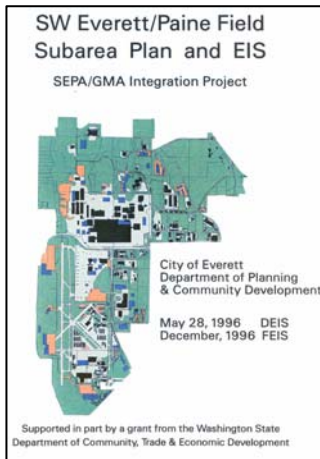 SW Everett/Paine Field
Subarea Plan and EIS
SEPA/GMA Integration Project
City of Everett
Department of Planning
& Community Development
May 28, 1996 DEIS
December, 1996 FEIS
Supported in part by a grant from the Washington State
Department of Community, Trade & Economic Development